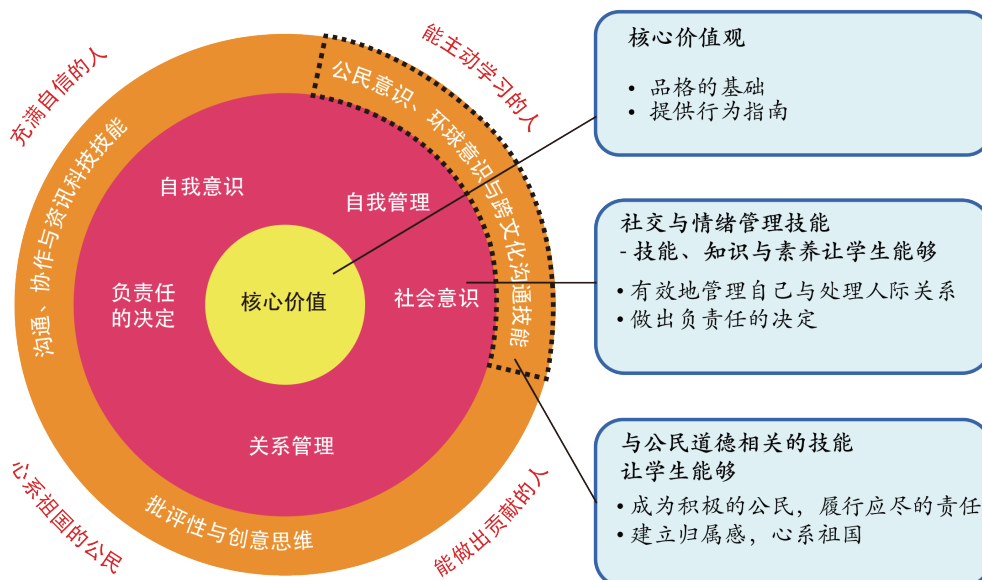 充满自信的人
能主动学习的人
沟通、协作与资讯科技技能
公民意识、环球意识与跨文化沟通技能
自我意识
自我管理
负责任
的决定
核心价值
社会意识
关系管理
批评性与创意思维
心系祖国的公民
能做出贡献的人
核心价值观
• 品格的基础
• 提供行为指南
社交与情绪管理技能
- 技能、知识与素养让学生能够
• 有效地管理自己与处理人际关系
• 做出负责任的决定
与公民道德相关的技能
让学生能够
• 成为积极的公民，履行应尽的责任
• 建立归属感，心系祖国